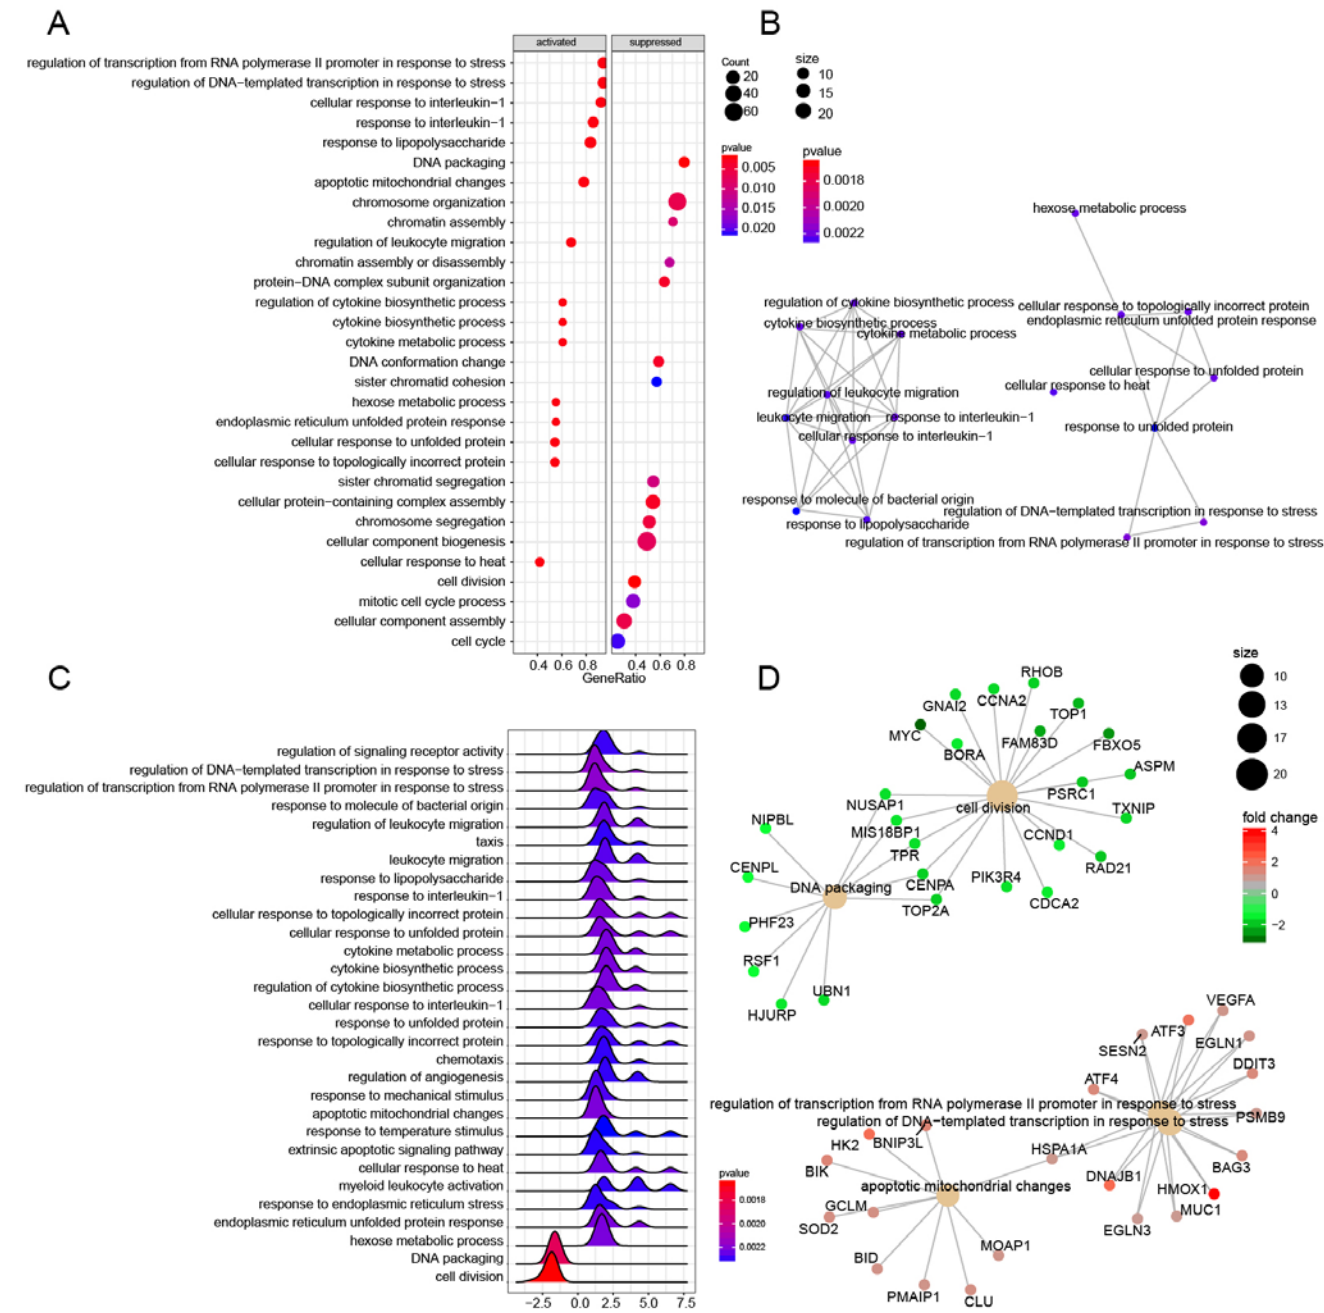 A
activated
suppressed
regulation of transcription from RNA polymerase II promoter in response to stress
regulation of DNA−templated transcription in response to stress
cellular response to interleukin−1
response to interleukin−1
response to lipopolysaccharide
DNA packaging
apoptotic mitochondrial changes
chromosome organization
chromatin assembly
regulation of leukocyte migration
chromatin assembly or disassembly
protein−DNA complex subunit organization
regulation of cytokine biosynthetic process
cytokine biosynthetic process
cytokine metabolic process
DNA conformation change
sister chromatid cohesion
hexose metabolic process
endoplasmic reticulum unfolded protein response
cellular response to unfolded protein
cellular response to topologically incorrect protein
sister chromatid segregation
cellular protein−containing complex assembly
chromosome segregation
cellular component biogenesis
cellular response to heat
cell division
mitotic cell cycle process
cellular component assembly
cell cycle
0.4 0.6 0.8 0.4 0.6 0.8
GeneRatio
Count
20
40
60
pvalue
0.005
0.010
0.015
0.020
B
size
10
15
20
pvalue
0.0018
0.0020
0.0022
hexose metabolic process
regulation of cytokine biosynthetic process
cytokine biosynthetic process
cytokine metabolic process
cellular response to topologically incorrect protein
endoplasmic reticulum unfolded protein response
cellular response to unfolded protein
cellular response to heat
regulation of leukocyte migration
leukocyte migration
response to interleukin−1
cellular response to interleukin−1
response to unfolded protein
response to molecule of bacterial origin
response to lipopolysaccharide
regulation of DNA−templated transcription in response to stress
regulation of transcription from RNA polymerase II promoter in response to stress
C
regulation of signaling receptor activity
regulation of DNA−templated transcription in response to stress
regulation of transcription from RNA polymerase II promoter in response to stress
response to molecule of bacterial origin
regulation of leukocyte migration
taxis
leukocyte migration
response to lipopolysaccharide
response to interleukin−1
cellular response to topologically incorrect protein
cellular response to unfolded protein
cytokine metabolic process
cytokine biosynthetic process
regulation of cytokine biosynthetic process
cellular response to interleukin−1
response to unfolded protein
response to topologically incorrect protein
chemotaxis
regulation of angiogenesis
response to mechanical stimulus
apoptotic mitochondrial changes
response to temperature stimulus
extrinsic apoptotic signaling pathway
cellular response to heat
myeloid leukocyte activation
response to endoplasmic reticulum stress
endoplasmic reticulum unfolded protein response
hexose metabolic process
DNA packaging
cell division
−2.5 0.0 2.5 5.0 7.5
pvalue
0.0018
0.0020
0.0022
D
size
10
13
17
20
fold change
4
2
0
−2
RHOB
GNAI2
CCNA2
TOP1
MYC
BORA
FAM83D
FBXO5
ASPM
PSRC1
NUSAP1
cell division
TXNIP
NIPBL
MIS18BP1
CCND1
TPR
RAD21
CENPL
DNA packaging
CENPA
PIK3R4
CDCA2
TOP2A
PHF23
RSF1
UBN1
HJURP
VEGFA
ATF3
SESN2
EGLN1
DDIT3
ATF4
regulation of transcription from RNA polymerase II promoter in response to stress
PSMB9
regulation of DNA−templated transcription in response to stress
HK2
BNIP3L
HSPA1A
BIK
BAG3
DNAJB1
apoptotic mitochondrial changes
HMOX1
GCLM
MUC1
SOD2
EGLN3
MOAP1
BID
PMAIP1
CLU